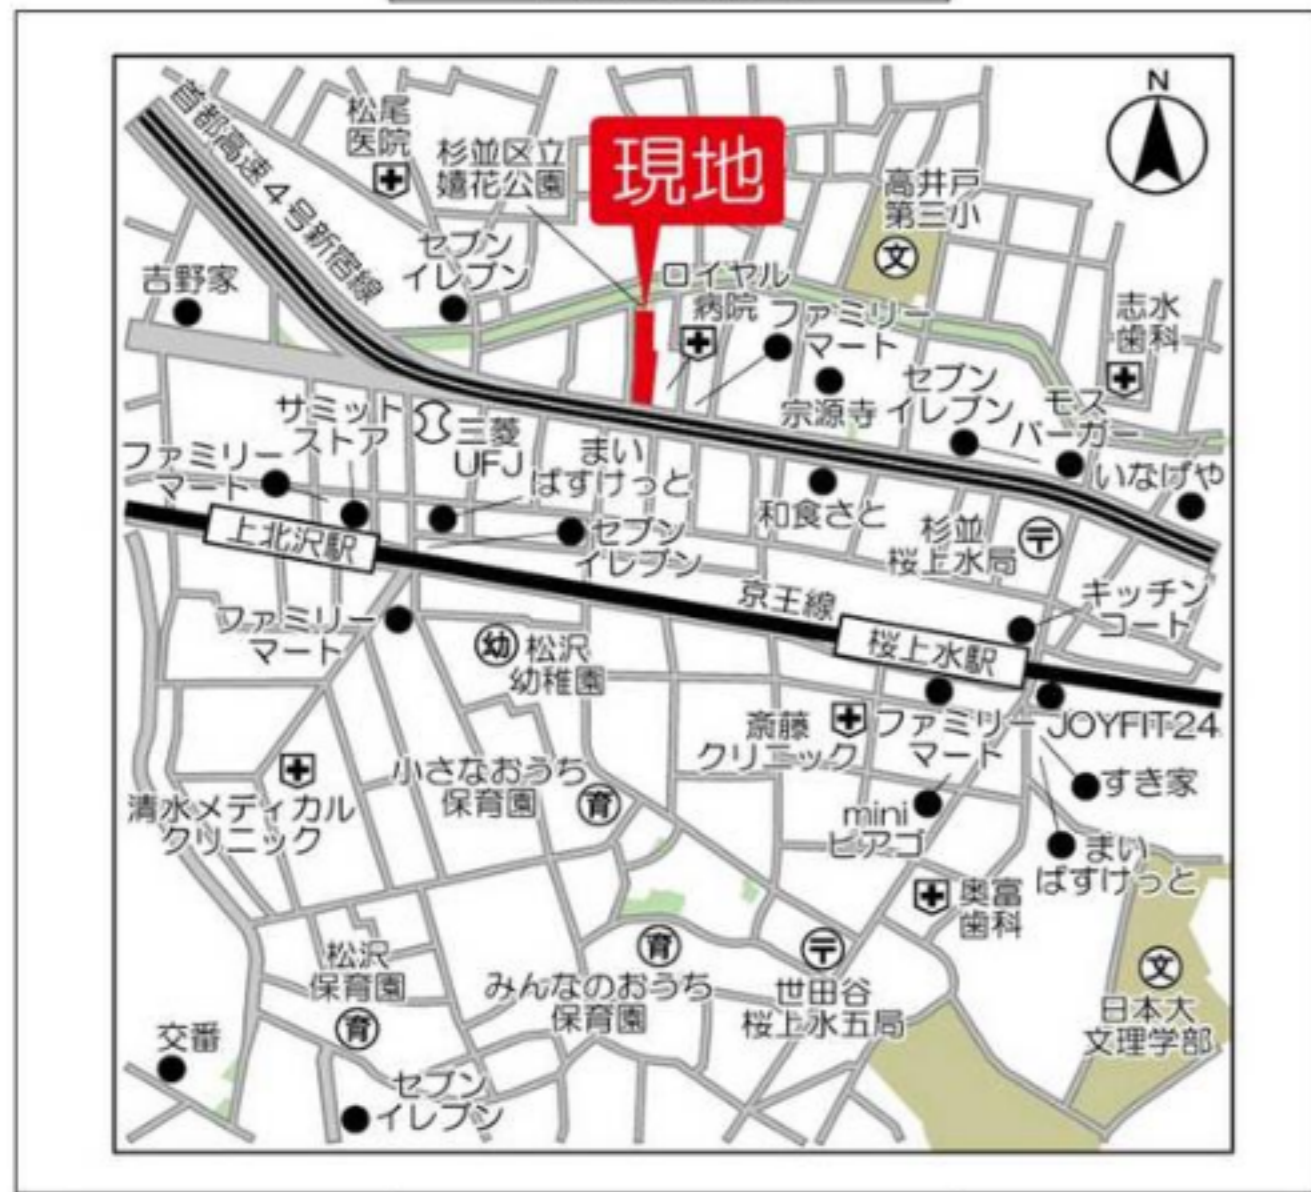 N
首都高速4号新宿線
松尾
医院
杉並区立
嬉花公園
現地
高井戸
第三小
文
セブン
イレブン
吉野家
ロイヤル
病院
ファミリー
マート
志水
歯科
宗源寺
セブン
イレブン
モス
バーガー
いなげや
サミット
ストア
三菱
UFJ
ファミリー
マート
まい
ばすけっと
和食さと
杉並
桜上水局
〒
上北沢駅
セブン
イレブン
京王線
キッチン
コート
桜上水駅
ファミリー
マート
幼
松沢
幼稚園
斎藤
クリニック
ファミリー
マート
JOYFIT24
すき家
清水メディカル
クリニック
小さなおうち
保育園
育
mini
ピアゴ
まい
ばすけっと
奥富
歯科
松沢
保育園
育
みんなのおうち
保育園
育
〒
世田谷
桜上水五局
文
日本大
文理学部
交番
セブン
イレブン